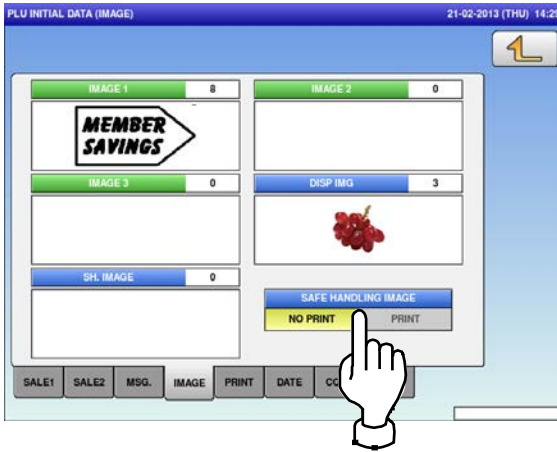 PLU INITIAL DATA (IMAGE) 21-02-2013 (THU) 14:29
IMAGE 1 8 IMAGE 2 0
MEMBER
SAVINGS
IMAGE 3 0 DISP IMG 3
SH. IMAGE 0
SAFE HANDLING IMAGE
NO PRINT PRINT
SALE1 SALE2 MSG. IMAGE PRINT DATE